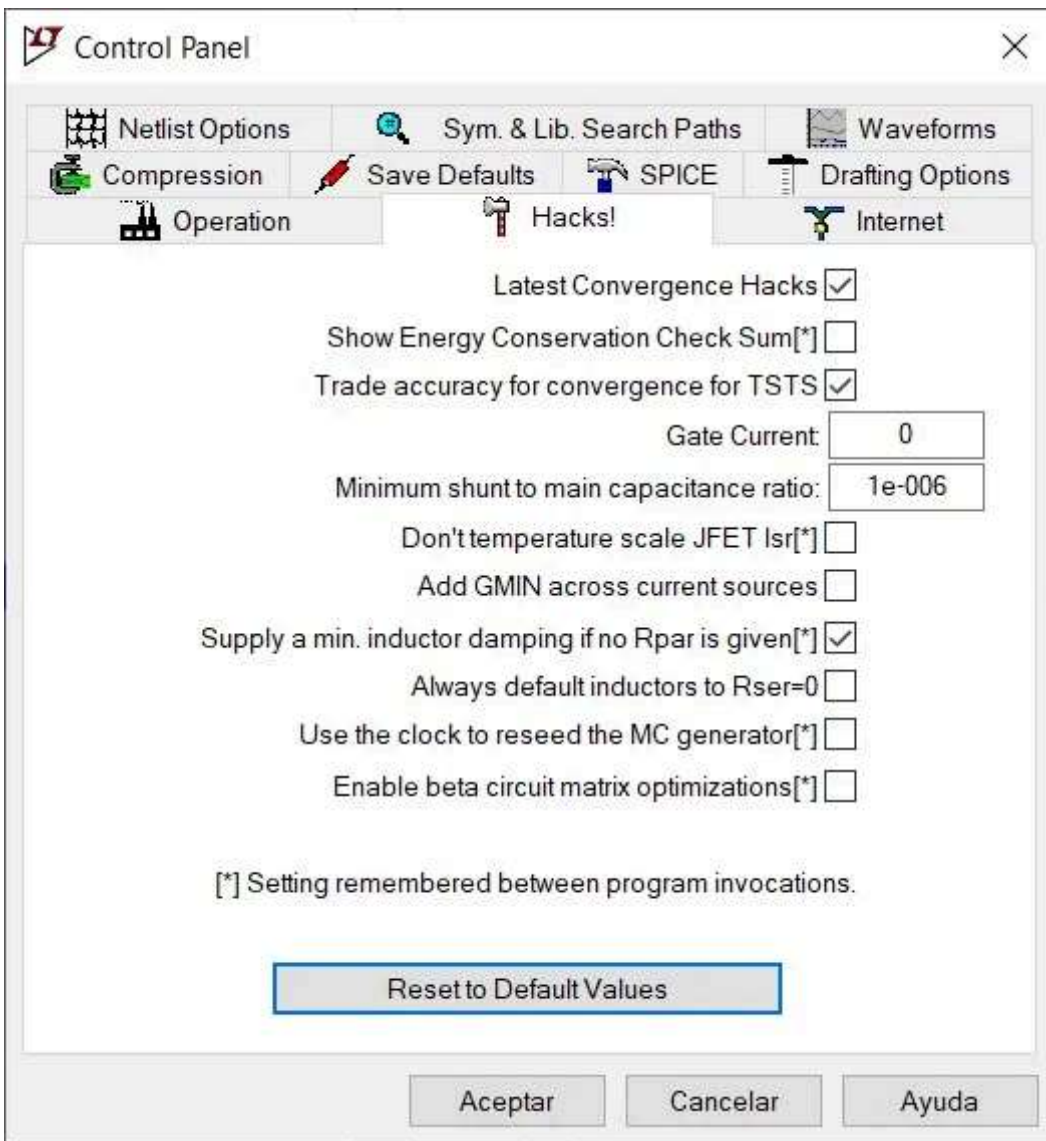 Control Panel
Netlist Options
Sym. & Lib. Search Paths
Waveforms
Compression
Save Defaults
SPICE
Drafting Options
Operation
Hacks!
Internet
Latest Convergence Hacks
Show Energy Conservation Check Sum[*]
Trade accuracy for convergence for TSTS
Gate Current: 0
Minimum shunt to main capacitance ratio: 1e-006
Don't temperature scale JFET Isr[*]
Add GMIN across current sources
Supply a min. inductor damping if no Rpar is given[*]
Always default inductors to Rser=0
Use the clock to reseed the MC generator[*]
Enable beta circuit matrix optimizations[*]
[*] Setting remembered between program invocations.
Reset to Default Values
Aceptar
Cancelar
Ayuda